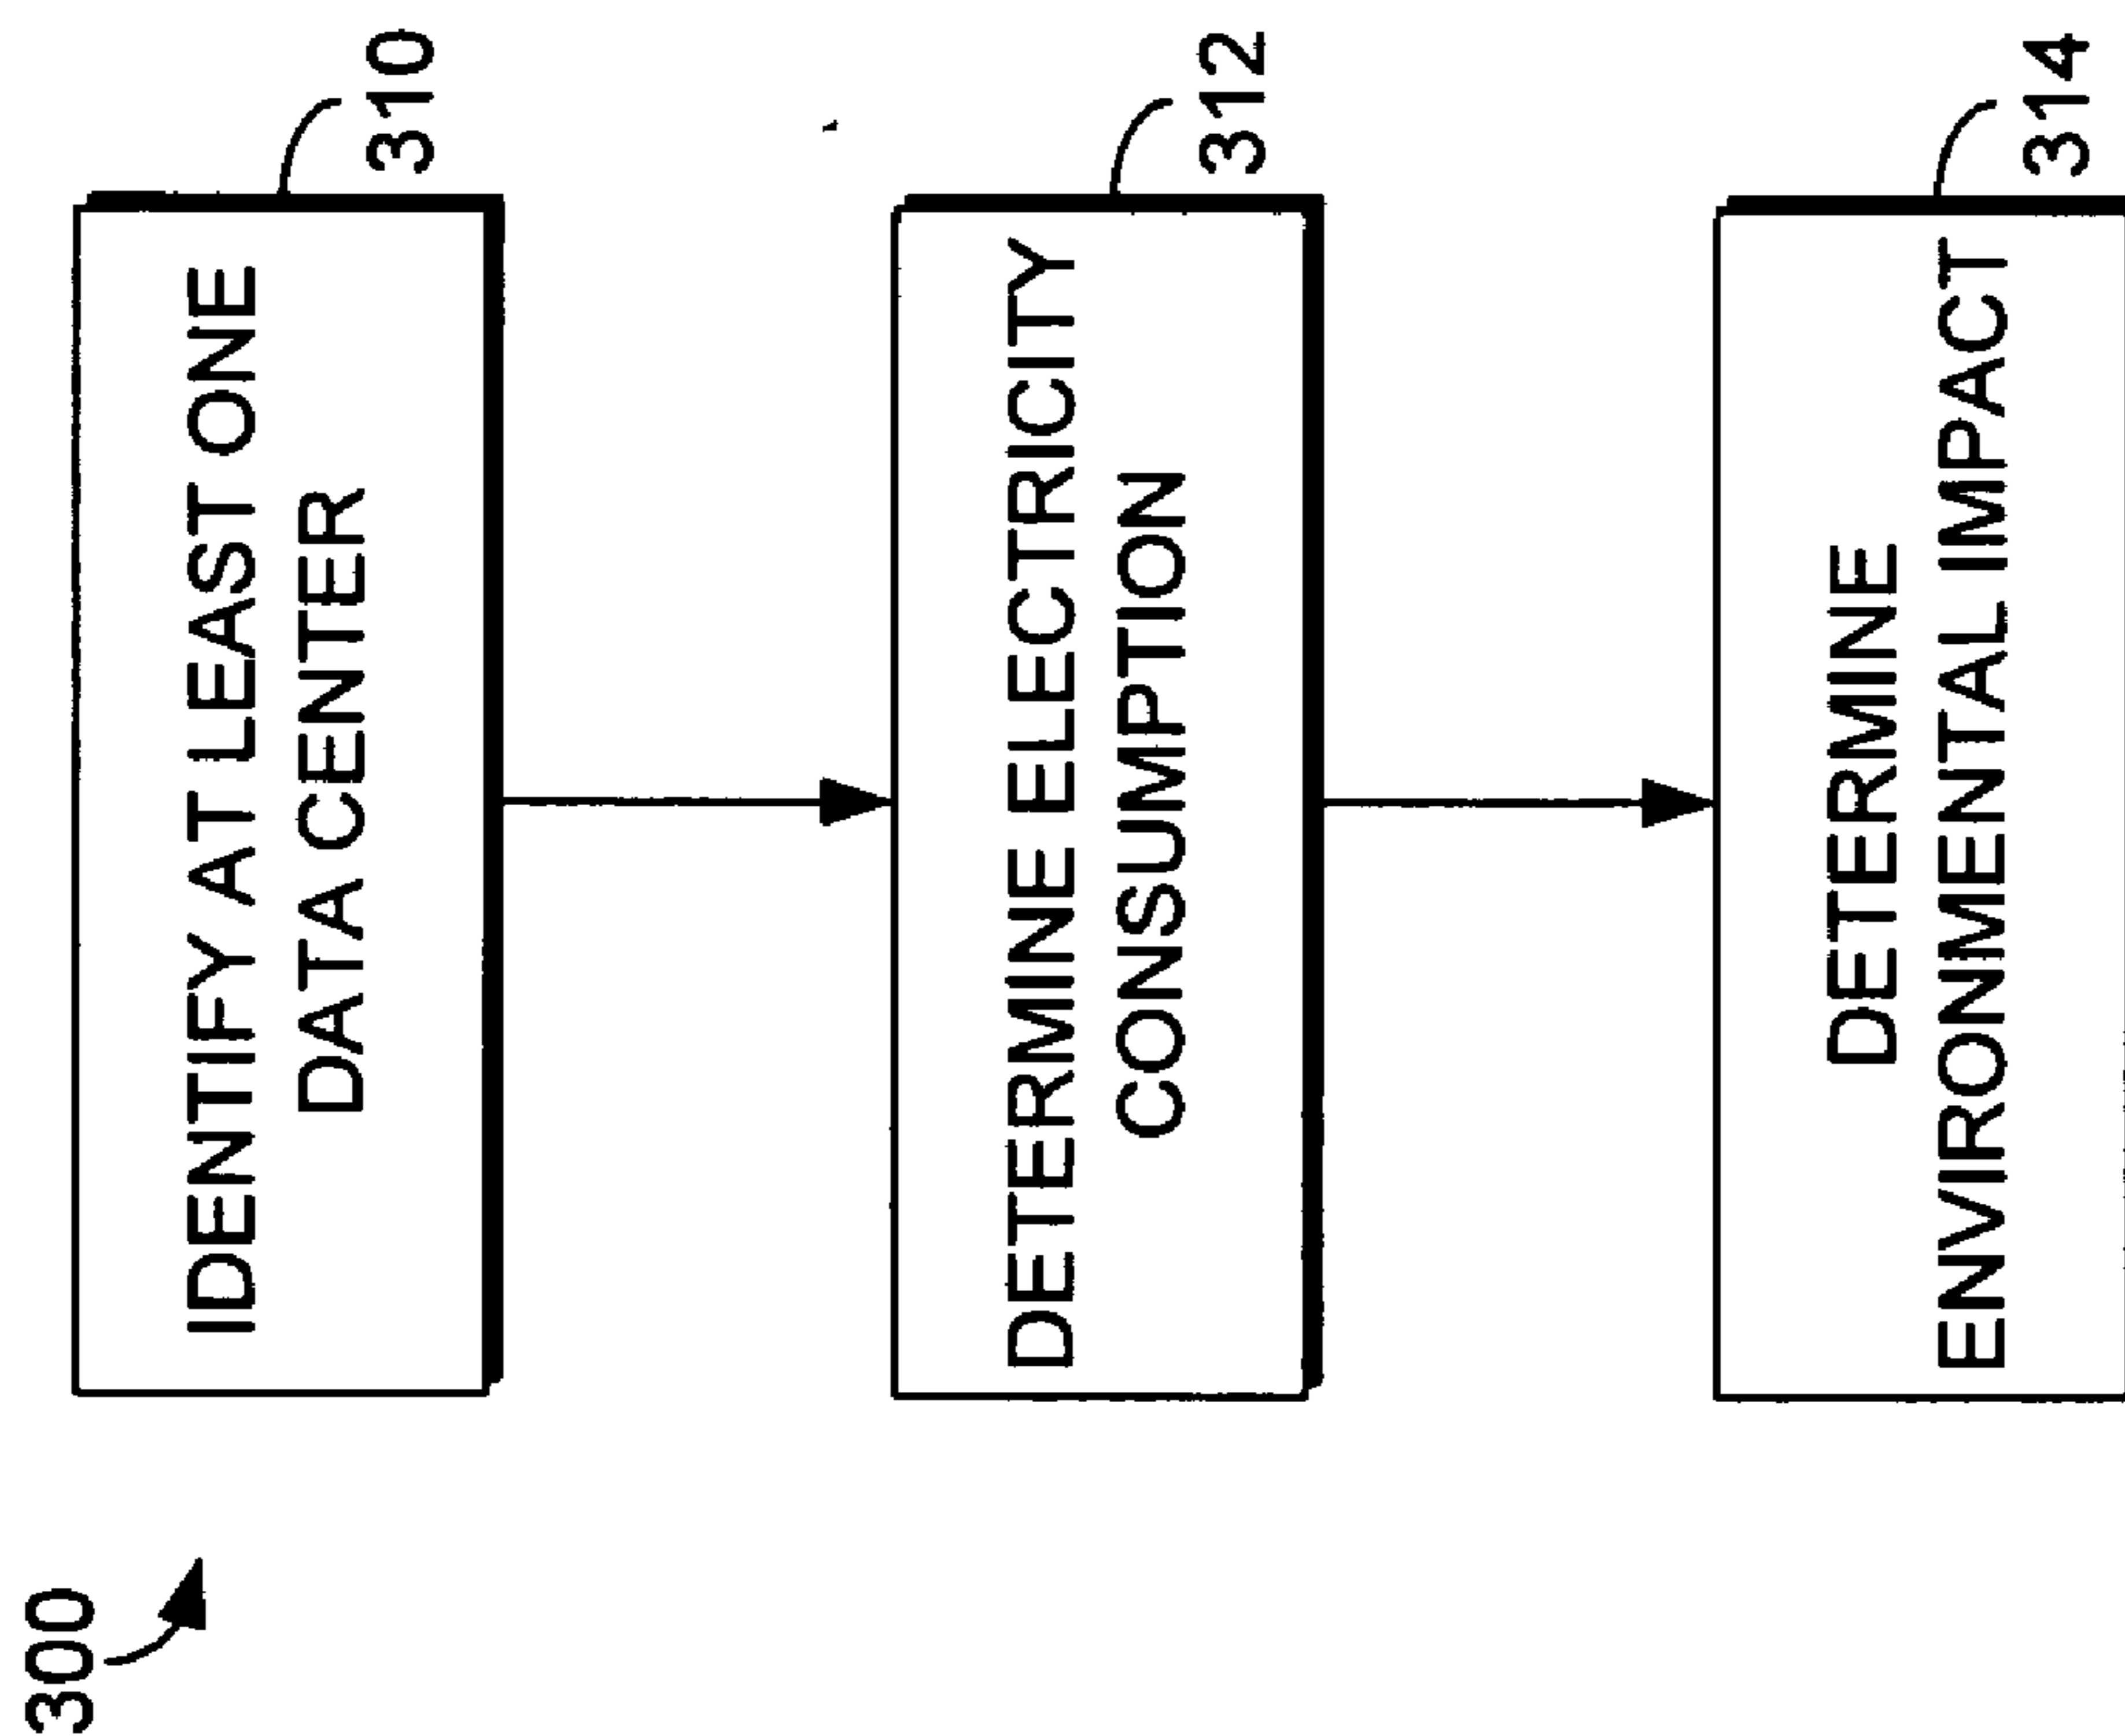 300
IDENTIFY AT LEAST ONE
DATA CENTER
310
DETERMINE ELECTRICITY
CONSUMPTION
312
DETERMINE
ENVIRONMENTAL IMPACT
314